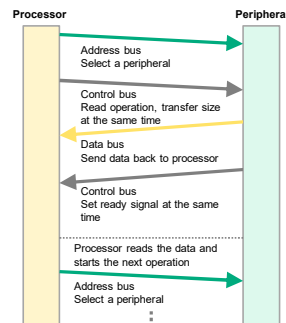 Processor
Periphera
Address bus
Select a peripheral
Control bus
Read operation, transfer size
at the same time
Data bus
Send data back to processor
Control bus
Set ready signal at the same
time
Processor reads the data and
starts the next operation
Address bus
Select a peripheral